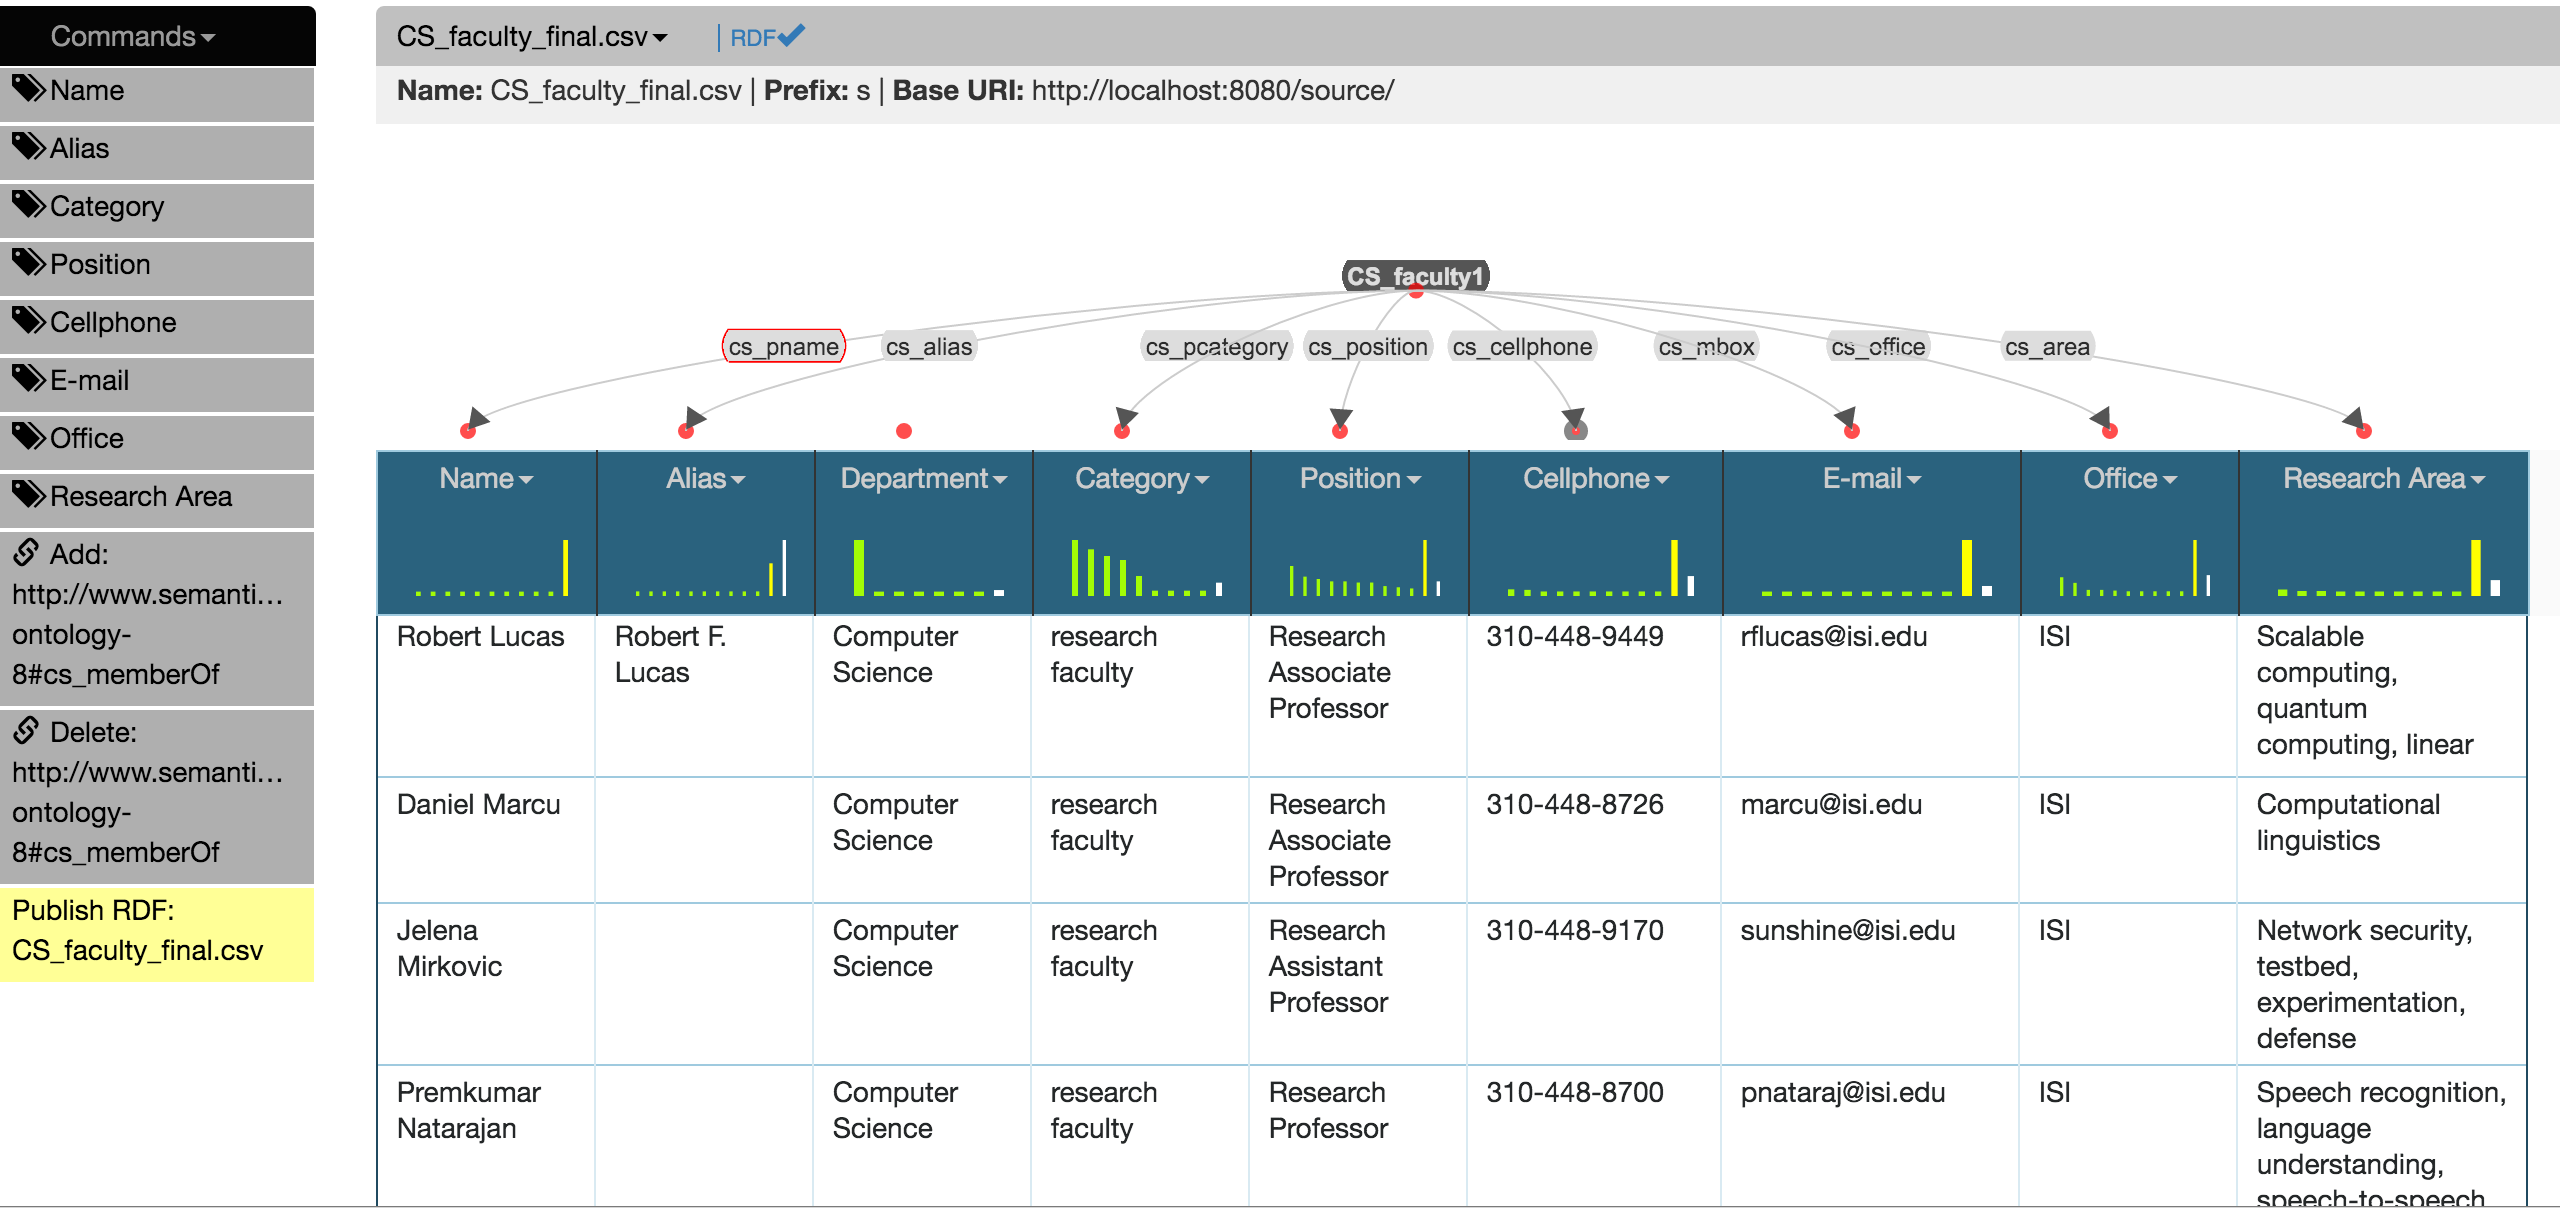 Commands
Name
Alias
Category
Position
Cellphone
E-mail
Office
Research Area
Add:
http://www.semanti...
ontology-
8#cs_memberOf
Delete:
http://www.semanti...
ontology-
8#cs_memberOf
Publish RDF:
CS_faculty_final.csv
CS_faculty_final.csv | RDF
Name: CS_faculty_final.csv | Prefix: s | Base URI: http://localhost:8080/source/
CS_faculty1
cs_pname cs_alias cs_pcategory cs_position cs_cellphone cs_mbox cs_office cs_area
Name Alias Department Category Position Cellphone E-mail Office Research Area
Robert Lucas Robert F. Computer research Research 310-448-9449 rflucas@isi.edu ISI Scalable
Lucas Science faculty Associate computing,
Professor quantum
computing, linear
Daniel Marcu Computer research Research 310-448-8726 marcu@isi.edu ISI Computational
Science faculty Associate linguistics
Professor
Jelena Computer research Research 310-448-9170 sunshine@isi.edu ISI Network security,
Mirkovic Science faculty Assistant testbed,
Professor experimentation,
defense
Premkumar Computer research Research 310-448-8700 pnataraj@isi.edu ISI Speech recognition,
Natarajan Science faculty Professor language
understanding,
speech-to-speech